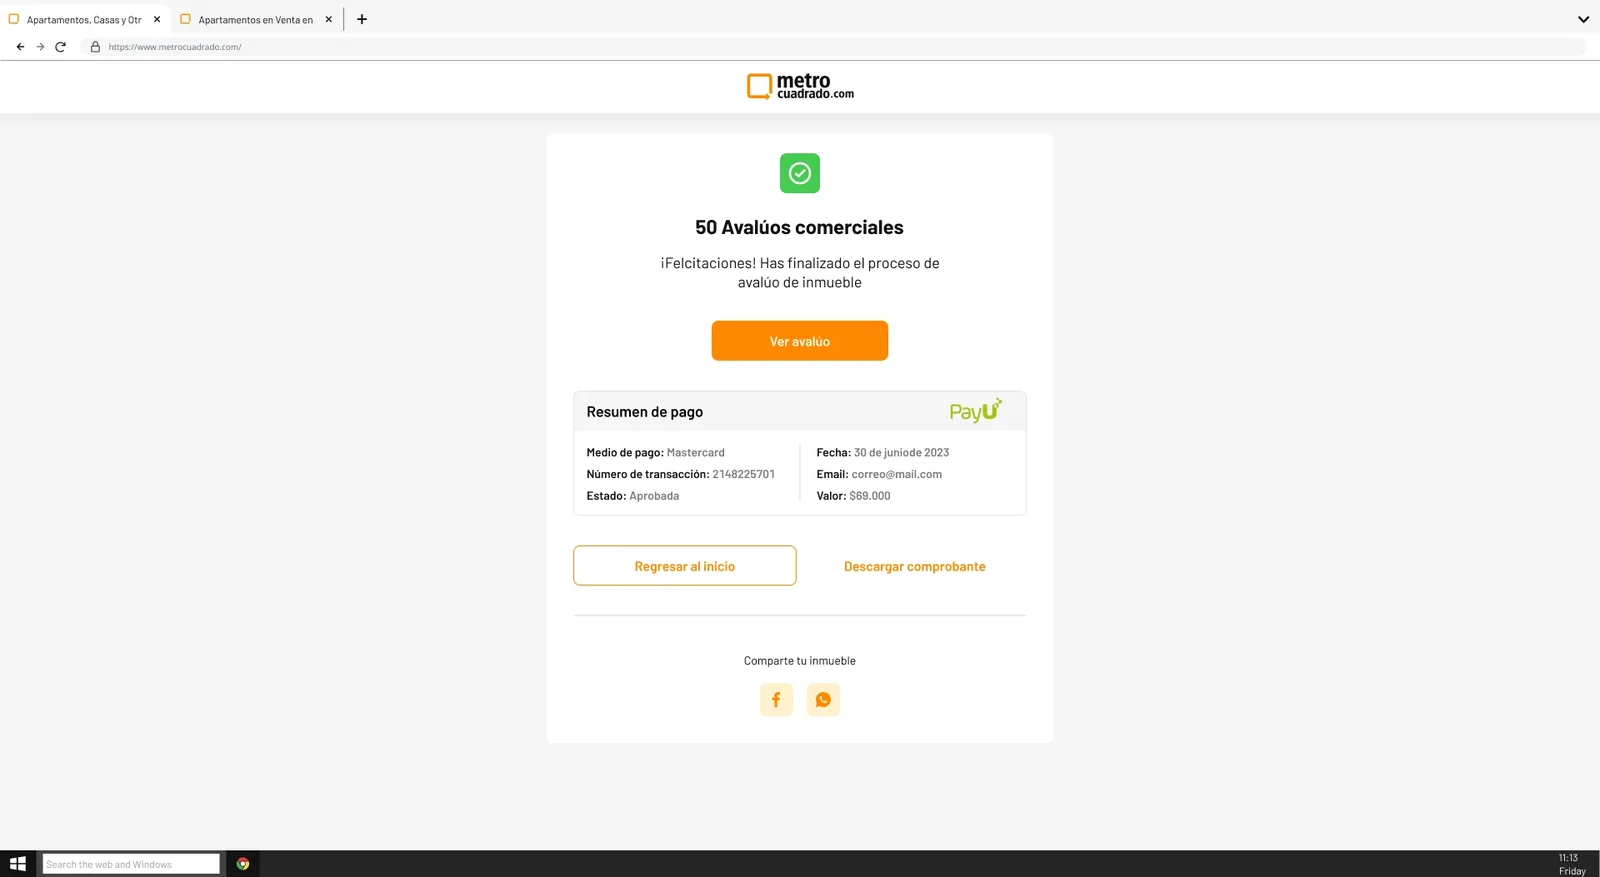 Apartamentos, Casas y Otr
Apartamentos en Venta en
https://www.metrocuadrado.com/
metro
cuadrado.com
50 Avalúos comerciales
¡Felcitaciones! Has finalizado el proceso de
avalúo de inmueble
Ver avalúo
Resumen de pago
PayU
Medio de pago: Mastercard
Número de transacción: 2148225701
Estado: Aprobada
Fecha: 30 de juniode 2023
Email: correo@mail.com
Valor: $69.000
Regresar al inicio
Descargar comprobante
Comparte tu inmueble
Search the web and Windows
11:13
Friday